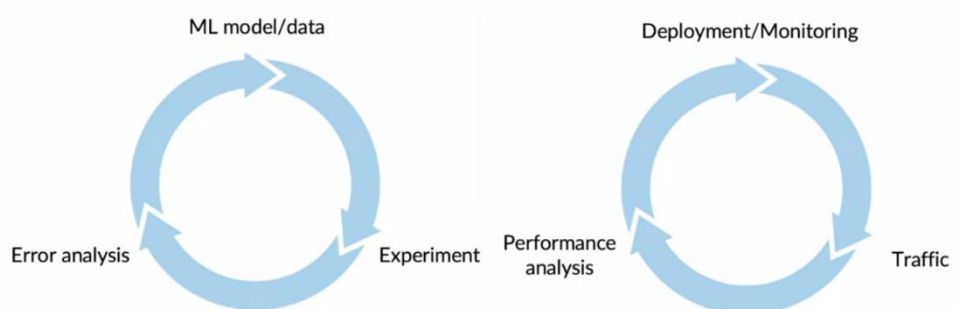 ML model/data
Experiment
Error analysis
Deployment/Monitoring
Traffic
Performance
analysis